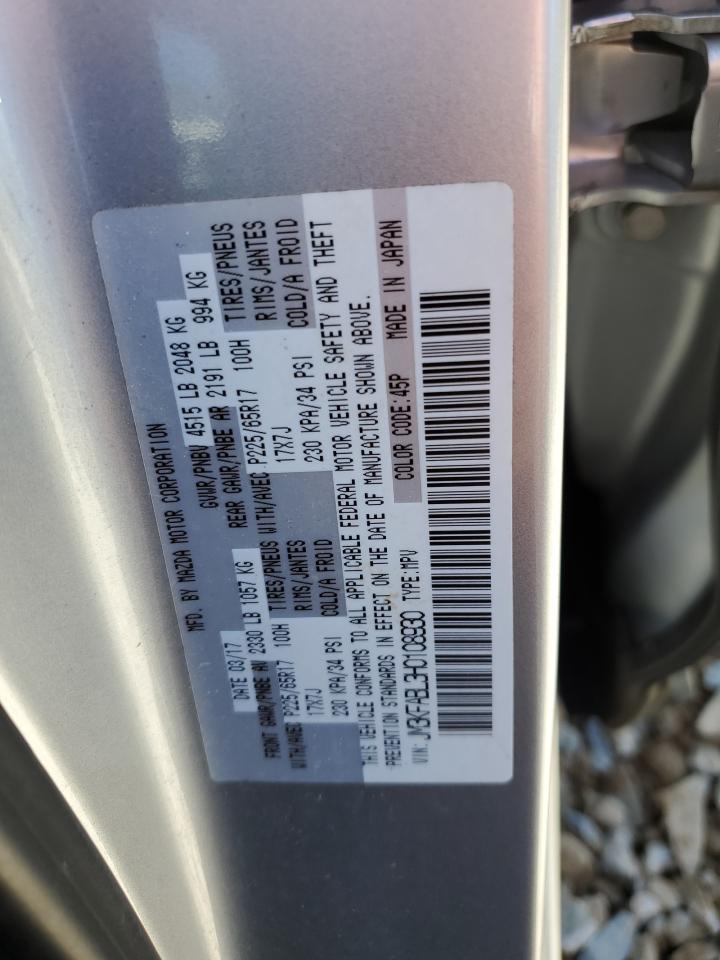 MFD. BY MAZDA MOTOR CORPORATION
DATE 03/17 GVWR/PNBV 4515 LB 2048 KG
FRONT GAWR/PNBE AV 2330 LB 1057 KG REAR GAWR/PNBE AR 2191 LB 994 KG
WITH/AVEC P225/65R17 100H TIRES/PNEUS WITH/AVEC P225/65R17 100H TIRES/PNEUS
17X7J RIMS/JANTES 17X7J RIMS/JANTES
230 KPA/34 PSI COLD/A FROID 230 KPA/34 PSI COLD/A FROID
THIS VEHICLE CONFORMS TO ALL APPLICABLE FEDERAL MOTOR VEHICLE SAFETY AND THEFT
PREVENTION STANDARDS IN EFFECT ON THE DATE OF MANUFACTURE SHOWN ABOVE.
VIN: JM3KFABL3H0108930 TYPE:MPV COLOR CODE:45P MADE IN JAPAN